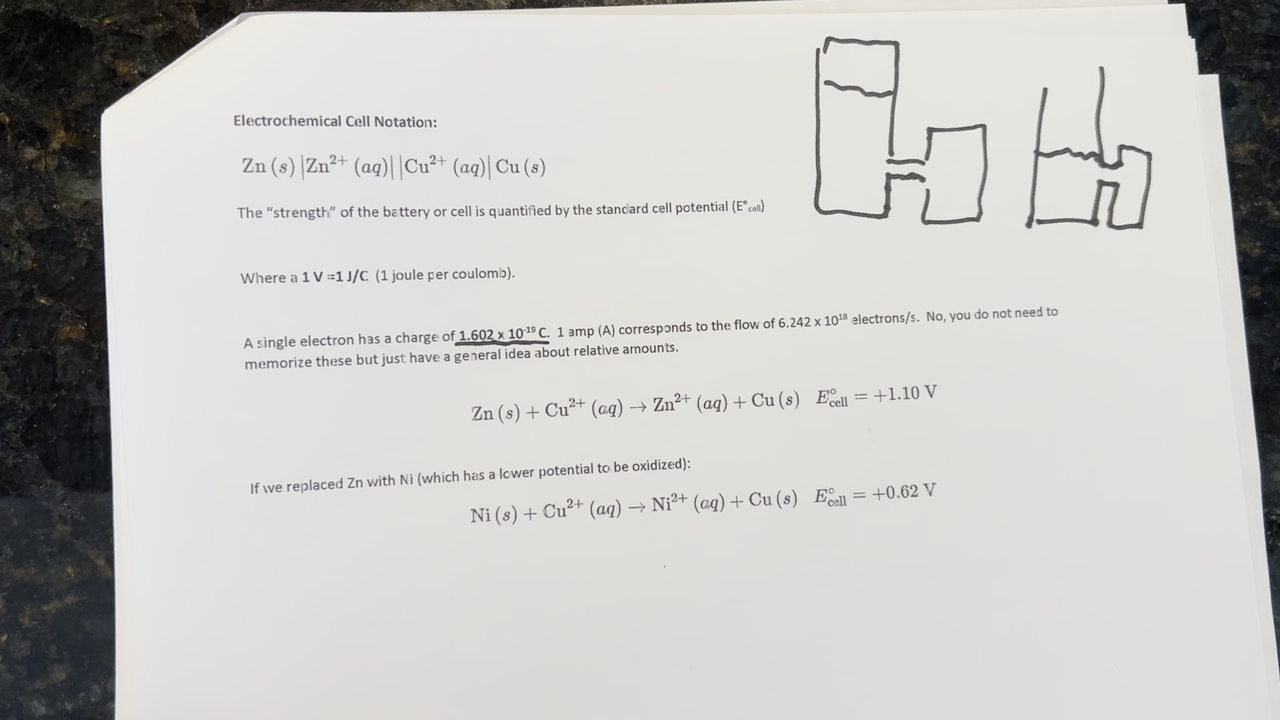 Electrochemical Cell Notation:
Zn (s) |Zn²⁺ (aq)| |Cu²⁺ (aq)| Cu (s)
The “strength” of the battery or cell is quantified by the standard cell potential (E°cell)
Where a 1 V =1 J/C (1 joule per coulomb).
A single electron has a charge of 1.602 x 10⁻¹⁹ C. 1 amp (A) corresponds to the flow of 6.242 x 10¹⁸ electrons/s. No, you do not need to
memorize these but just have a general idea about relative amounts.
Zn (s) + Cu²⁺ (aq) → Zn²⁺ (aq) + Cu (s) E°cell = +1.10 V
If we replaced Zn with Ni (which has a lower potential to be oxidized):
Ni (s) + Cu²⁺ (aq) → Ni²⁺ (aq) + Cu (s) E°cell = +0.62 V